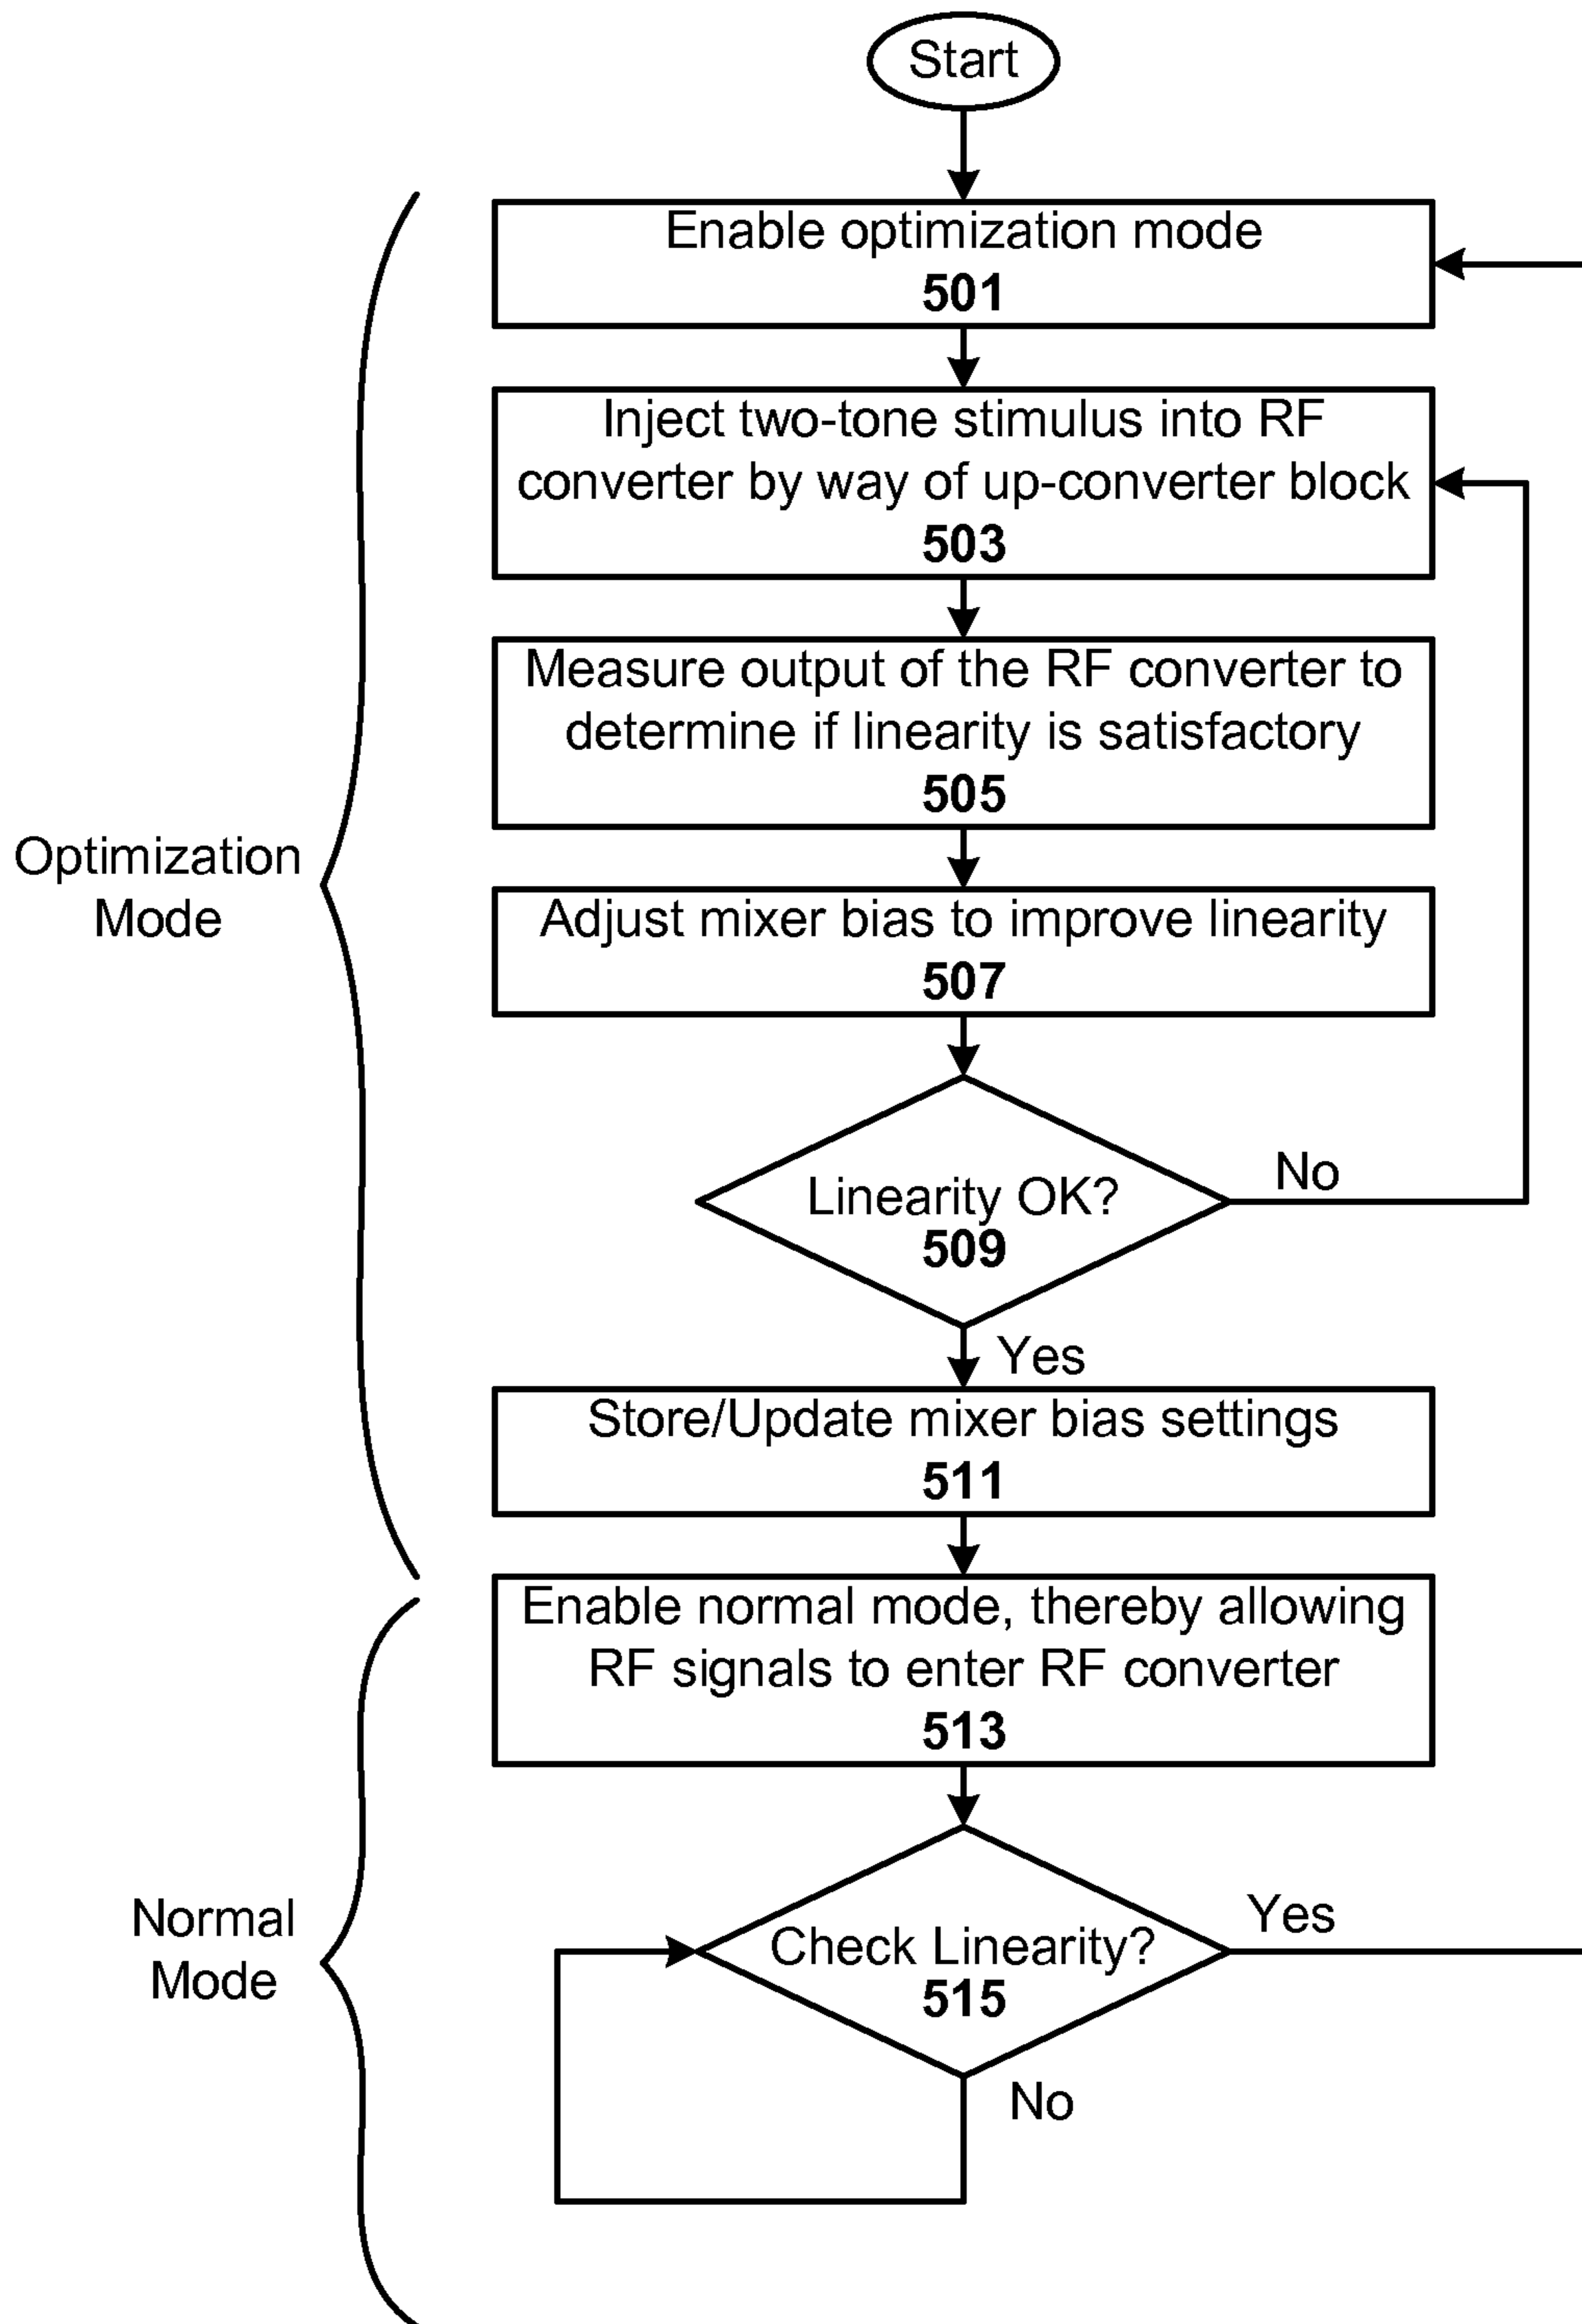 Start
Enable optimization mode
501
Inject two-tone stimulus into RF
converter by way of up-converter block
503
Measure output of the RF converter to
determine if linearity is satisfactory
505
Optimization
Mode
Adjust mixer bias to improve linearity
507
Linearity OK?
509
No
Yes
Store/Update mixer bias settings
511
Enable normal mode, thereby allowing
RF signals to enter RF converter
513
Normal
Mode
Check Linearity?
515
Yes
No